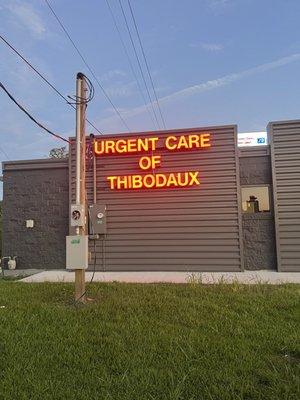 URGENT CARE
OF
THIBODAUX